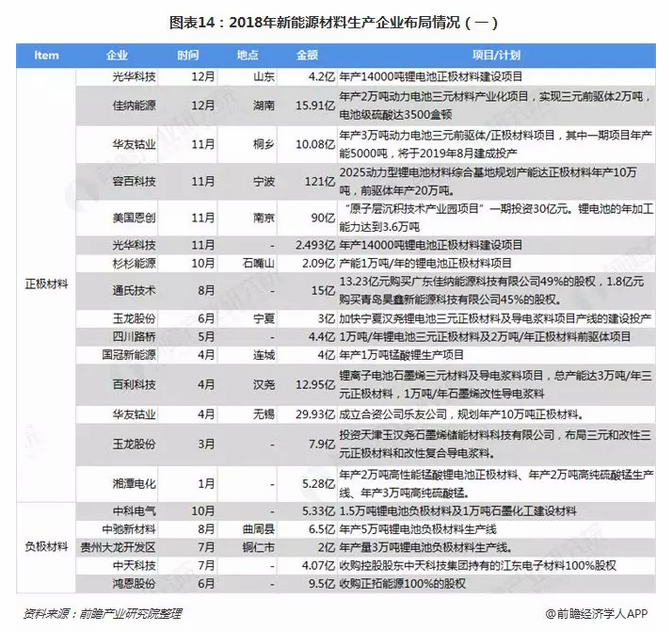 图表14：2018年新能源材料生产企业布局情况（一）
Item 企业 时间 地点 金额 项目/计划
正极材料
光华科技 12月 山东 4.2亿 年产14000吨锂电池正极材料建设项目
佳纳能源 12月 湖南 15.91亿 年产2万吨动力电池三元材料产业化项目，实现三元前驱体2万吨，
电池级硫酸达3500金顿
华友钴业 11月 桐乡 10.08亿 年产3万吨动力电池三元前驱体/正极材料项目，其中一期项目年产
能5000吨，将于2019年8月建成投产
容百科技 11月 宁波 121亿 2025动力型锂电池材料综合基地规划产能达正极材料年产10万
吨，前驱体年产20万吨。
美国恩创 11月 南京 90亿 “原子层沉积技术产业园项目”一期投资30亿元。锂电池的年加工
能力达到3.6万吨
光华科技 11月 - 2.493亿 年产14000吨锂电池正极材料建设项目
杉杉能源 10月 石嘴山 2.09亿 产能1万吨/年的锂电池正极材料项目
通氏技术 8月 - 15亿 13.23亿元购买广东佳纳能源科技有限公司49%的股权，1.8亿元
购买青岛昊鑫新能源科技有限公司45%的股权。
玉龙股份 6月 宁夏 3亿 加快宁夏汉尧锂电池三元正极材料及导电浆料项目产线的建设投产
四川路桥 5月 - 4.4亿 1万吨/年锂电池三元材料及2万吨/年正极材料前驱体项目
国冠新能源 4月 连城 4亿 年产1万吨锰酸锂生产项目
百利科技 4月 汉尧 12.95亿 锂离子电池石墨烯三元材料及导电浆料项目，总产能达3万吨/年三
元正极材料，1万吨/年石墨烯改性导电浆料
华友钴业 4月 无锡 29.93亿 成立合资公司乐友公司，规划年产10万吨正极材料。
玉龙股份 3月 - 7.9亿 投资天津玉汉尧石墨烯储能材料科技有限公司，布局三元和改性三
元正极材料和改性复合导电浆料。
湘潭电化 1月 - 5.28亿 年产2万吨高性能锰酸锂电池正极材料、年产2万吨高纯硫酸锰生产
线、年产3万吨高纯硫酸锰。
负极材料
中科电气 10月 - 5.33亿 1.5万吨锂电池负极材料及1万吨石墨化工建设材料
中驰新材料 8月 曲周县 6.5亿 年产5万吨锂电池负极材料生产线
贵州大龙开发区 7月 铜仁市 2亿 年产量3万吨锂电池负极材料生产线。
中天科技 7月 - 4.07亿 收购控股股东中天科技集团持有的江东电子材料100%股权
鸿恩股份 6月 - 9.5亿 收购正拓能源100%的股权
资料来源：前瞻产业研究院整理 @前瞻经济学人APP